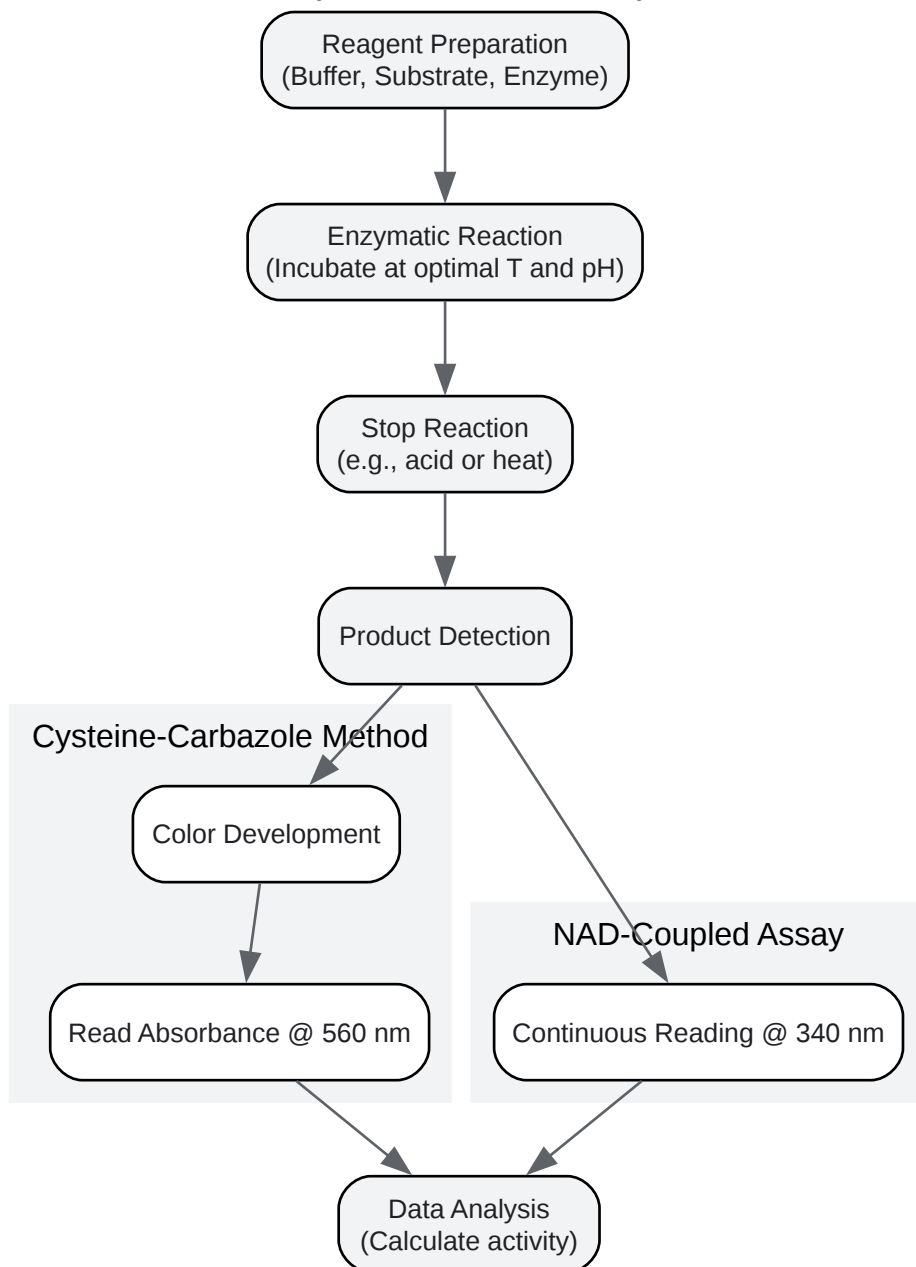 Reagent Preparation
(Buffer, Substrate, Enzyme)
Enzymatic Reaction
(Incubate at optimal T and pH)
Stop Reaction
(e.g., acid or heat)
Product Detection
Cysteine-Carbazole Method
Color Development
NAD-Coupled Assay
Read Absorbance @ 560 nm
Continuous Reading @ 340 nm
Data Analysis
(Calculate activity)